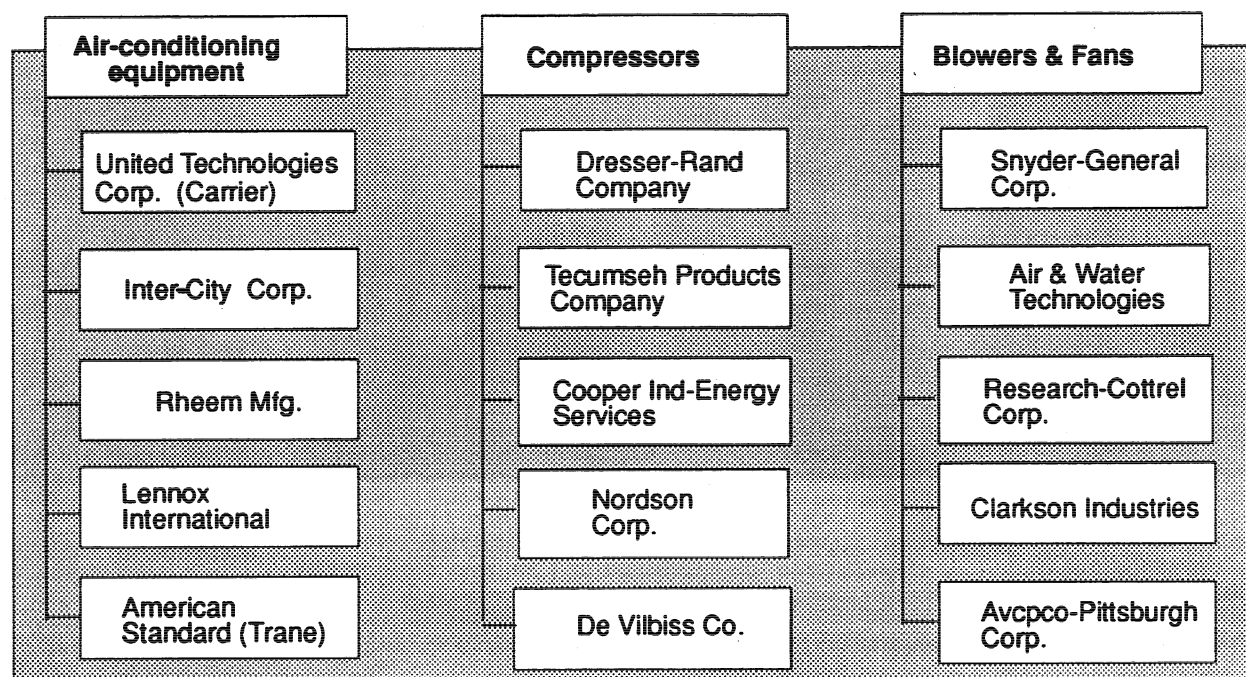 Air-conditioning
equipment
United Technologies
Corp. (Carrier)
Inter-City Corp.
Rheem Mfg.
Lennox
International
American
Standard (Trane)
Compressors
Dresser-Rand
Company
Tecumseh Products
Company
Cooper Ind-Energy
Services
Nordson
Corp.
De Vilbiss Co.
Blowers & Fans
Snyder-General
Corp.
Air & Water
Technologies
Research-Cottrel
Corp.
Clarkson Industries
Avcpco-Pittsburgh
Corp.